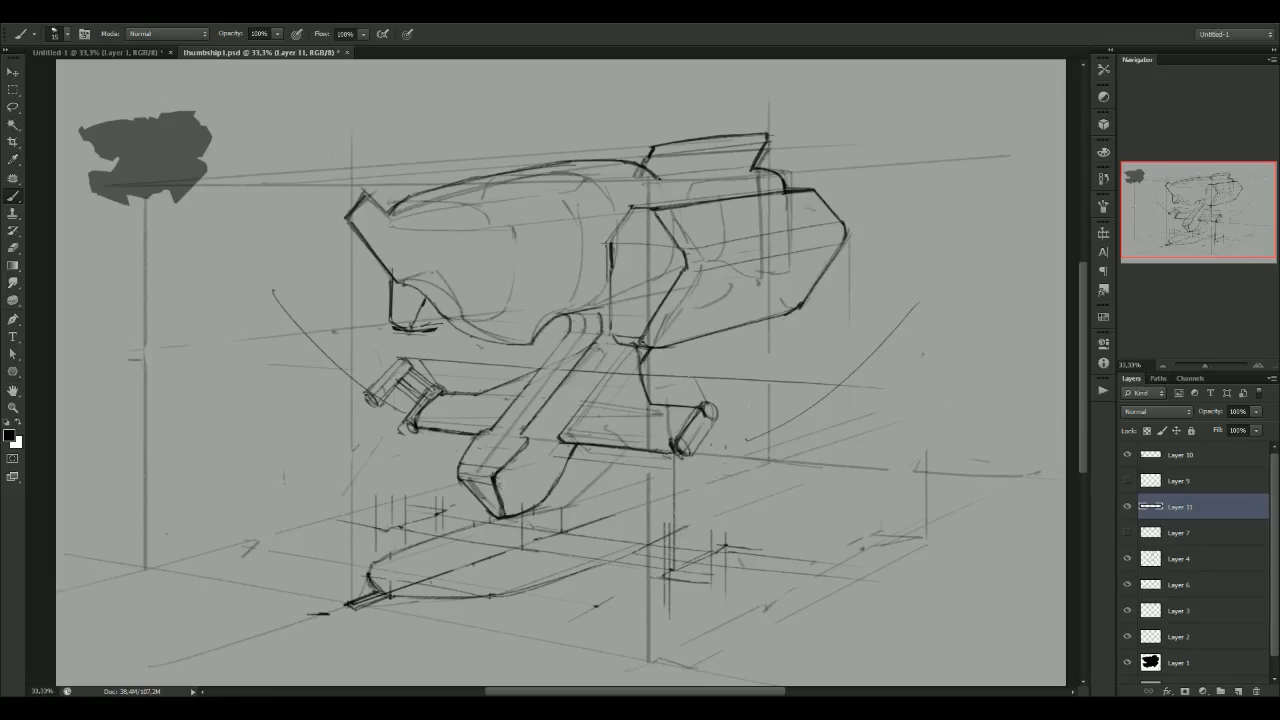 15 Mode: Normal Opacity: 100% Flow: 100% Untitled-1
Untitled-1 @ 33,3% (Layer 1, RGB/8) * × thumbship1.psd @ 33,3% (Layer 11, RGB/8) * ×
Navigator
33,33%
Layers Paths Channels
Kind
Normal Opacity: 100%
Lock: Fill: 100%
Layer 10
Layer 9
Layer 11
Layer 7
Layer 4
Layer 6
Layer 3
Layer 2
Layer 1
33,33% Doc: 38,4M/107,2M